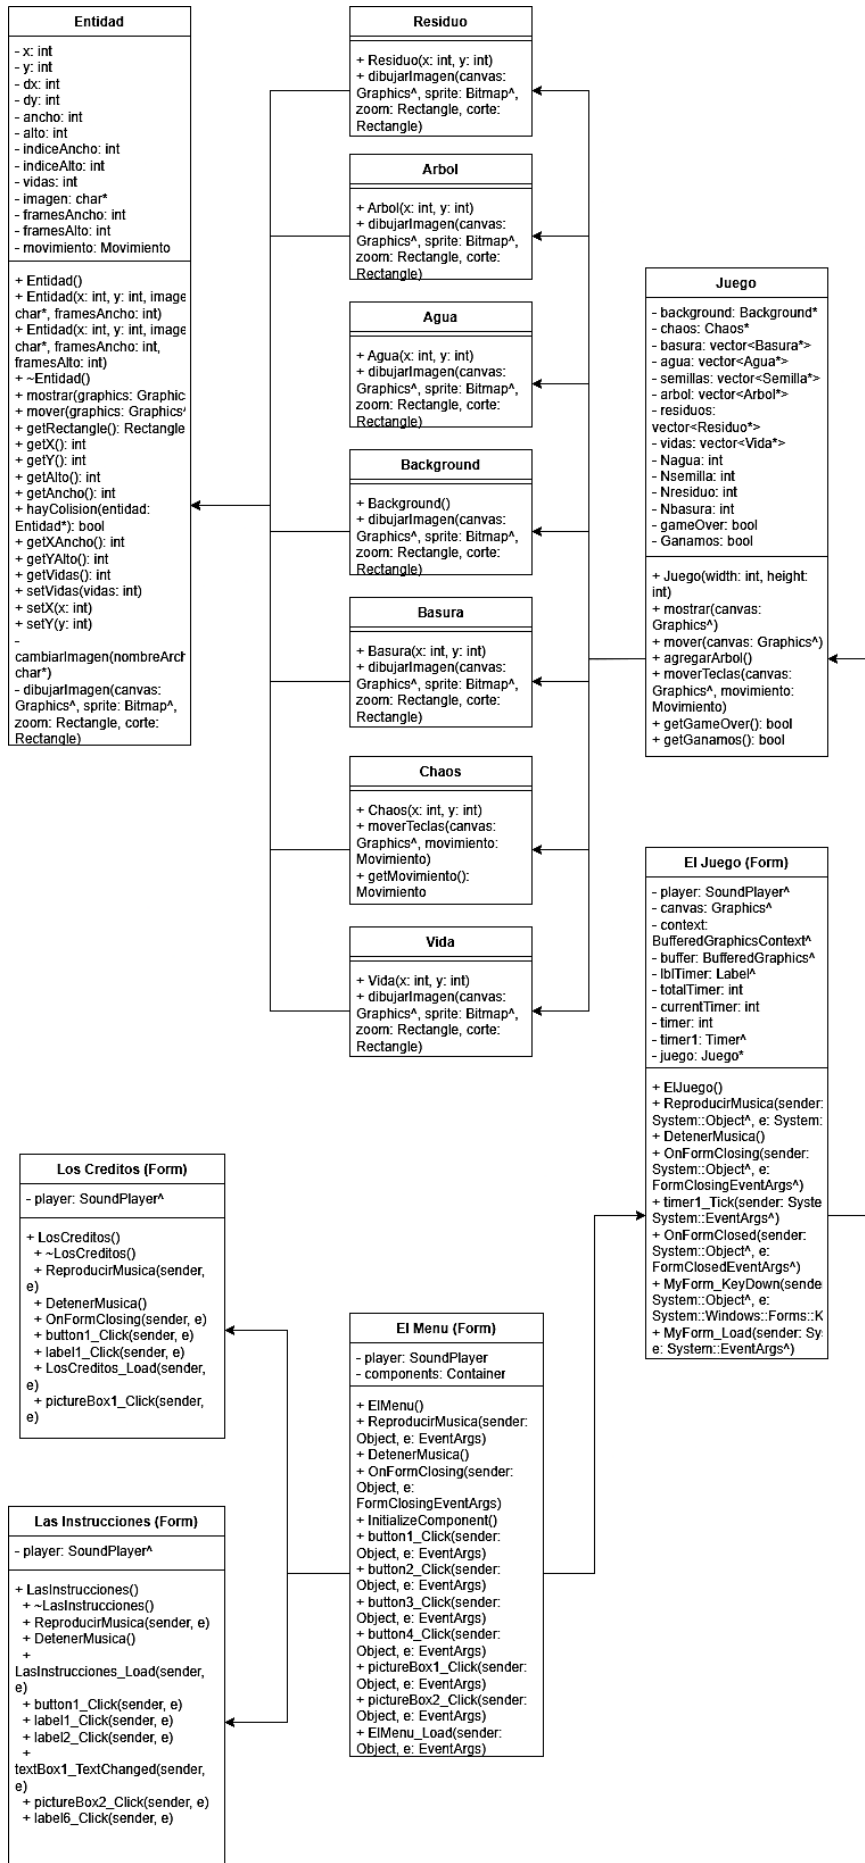 Entidad
- x: int
- y: int
- dx: int
- dy: int
- ancho: int
- alto: int
- indiceAncho: int
- indiceAlto: int
- vidas: int
- imagen: char*
- framesAncho: int
- framesAlto: int
- movimiento: Movimiento
+ Entidad()
+ Entidad(x: int, y: int, image
char*, framesAncho: int)
+ Entidad(x: int, y: int, image
char*, framesAncho: int,
framesAlto: int)
+ ~Entidad()
+ mostrar(graphics: Graphic
+ mover(graphics: Graphics^
+ getRectangle(): Rectangle
+ getX(): int
+ getY(): int
+ getAlto(): int
+ getAncho(): int
+ hayColision(entidad:
Entidad*): bool
+ getXAncho(): int
+ getYAlto(): int
+ getVidas(): int
+ setVidas(vidas: int)
+ setX(x: int)
+ setY(y: int)
-
cambiarImagen(nombreArch
char*)
- dibujarImagen(canvas:
Graphics^, sprite: Bitmap^,
zoom: Rectangle, corte:
Rectangle)
Residuo
+ Residuo(x: int, y: int)
+ dibujarImagen(canvas:
Graphics^, sprite: Bitmap^,
zoom: Rectangle, corte:
Rectangle)
Arbol
+ Arbol(x: int, y: int)
+ dibujarImagen(canvas:
Graphics^, sprite: Bitmap^,
zoom: Rectangle, corte:
Rectangle)
Agua
+ Agua(x: int, y: int)
+ dibujarImagen(canvas:
Graphics^, sprite: Bitmap^,
zoom: Rectangle, corte:
Rectangle)
Background
+ Background()
+ dibujarImagen(canvas:
Graphics^, sprite: Bitmap^,
zoom: Rectangle, corte:
Rectangle)
Basura
+ Basura(x: int, y: int)
+ dibujarImagen(canvas:
Graphics^, sprite: Bitmap^,
zoom: Rectangle, corte:
Rectangle)
Chaos
+ Chaos(x: int, y: int)
+ moverTeclas(canvas:
Graphics^, movimiento:
Movimiento)
+ getMovimiento():
Movimiento
Vida
+ Vida(x: int, y: int)
+ dibujarImagen(canvas:
Graphics^, sprite: Bitmap^,
zoom: Rectangle, corte:
Rectangle)
Juego
- background: Background*
- chaos: Chaos*
- basura: vector<Basura*>
- agua: vector<Agua*>
- semillas: vector<Semilla*>
- arbol: vector<Arbol*>
- residuos:
vector<Residuo*>
- vidas: vector<Vida*>
- Nagua: int
- Nsemilla: int
- Nresiduo: int
- Nbasura: int
- gameOver: bool
- Ganamos: bool
+ Juego(width: int, height:
int)
+ mostrar(canvas:
Graphics^)
+ mover(canvas: Graphics^)
+ agregarArbol()
+ moverTeclas(canvas:
Graphics^, movimiento:
Movimiento)
+ getGameOver(): bool
+ getGanamos(): bool
El Juego (Form)
- player: SoundPlayer^
- canvas: Graphics^
- context:
BufferedGraphicsContext^
- buffer: BufferedGraphics^
- lblTimer: Label^
- totalTimer: int
- currentTimer: int
- timer: int
- timer1: Timer^
- juego: Juego*
+ ElJuego()
+ ReproducirMusica(sender:
System::Object^, e: System:
+ DetenerMusica()
+ OnFormClosing(sender:
System::Object^, e:
FormClosingEventArgs^)
+ timer1_Tick(sender: Syste
System::EventArgs^)
+ OnFormClosed(sender:
System::Object^, e:
FormClosedEventArgs^)
+ MyForm_KeyDown(sende
System::Object^, e:
System::Windows::Forms::K
+ MyForm_Load(sender: Sy
e: System::EventArgs^)
Los Creditos (Form)
- player: SoundPlayer^
+ LosCreditos()
+ ~LosCreditos()
+ ReproducirMusica(sender,
e)
+ DetenerMusica()
+ OnFormClosing(sender, e)
+ button1_Click(sender, e)
+ label1_Click(sender, e)
+ LosCreditos_Load(sender,
e)
+ pictureBox1_Click(sender,
e)
El Menu (Form)
- player: SoundPlayer
- components: Container
+ ElMenu()
+ ReproducirMusica(sender:
Object, e: EventArgs)
+ DetenerMusica()
+ OnFormClosing(sender:
Object, e:
FormClosingEventArgs)
+ InitializeComponent()
+ button1_Click(sender:
Object, e: EventArgs)
+ button2_Click(sender:
Object, e: EventArgs)
+ button3_Click(sender:
Object, e: EventArgs)
+ button4_Click(sender:
Object, e: EventArgs)
+ pictureBox1_Click(sender:
Object, e: EventArgs)
+ pictureBox2_Click(sender:
Object, e: EventArgs)
+ ElMenu_Load(sender:
Object, e: EventArgs)
Las Instrucciones (Form)
- player: SoundPlayer^
+ LasInstrucciones()
+ ~LasInstrucciones()
+ ReproducirMusica(sender, e)
+ DetenerMusica()
+
LasInstrucciones_Load(sender,
e)
+ button1_Click(sender, e)
+ label1_Click(sender, e)
+ label2_Click(sender, e)
+
textBox1_TextChanged(sender,
e)
+ pictureBox2_Click(sender, e)
+ label6_Click(sender, e)